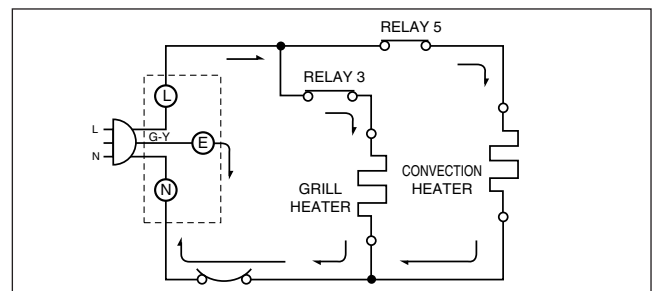 RELAY 5
RELAY 3
L
L
G-Y
E
N
N
GRILL
HEATER
CONVECTION
HEATER